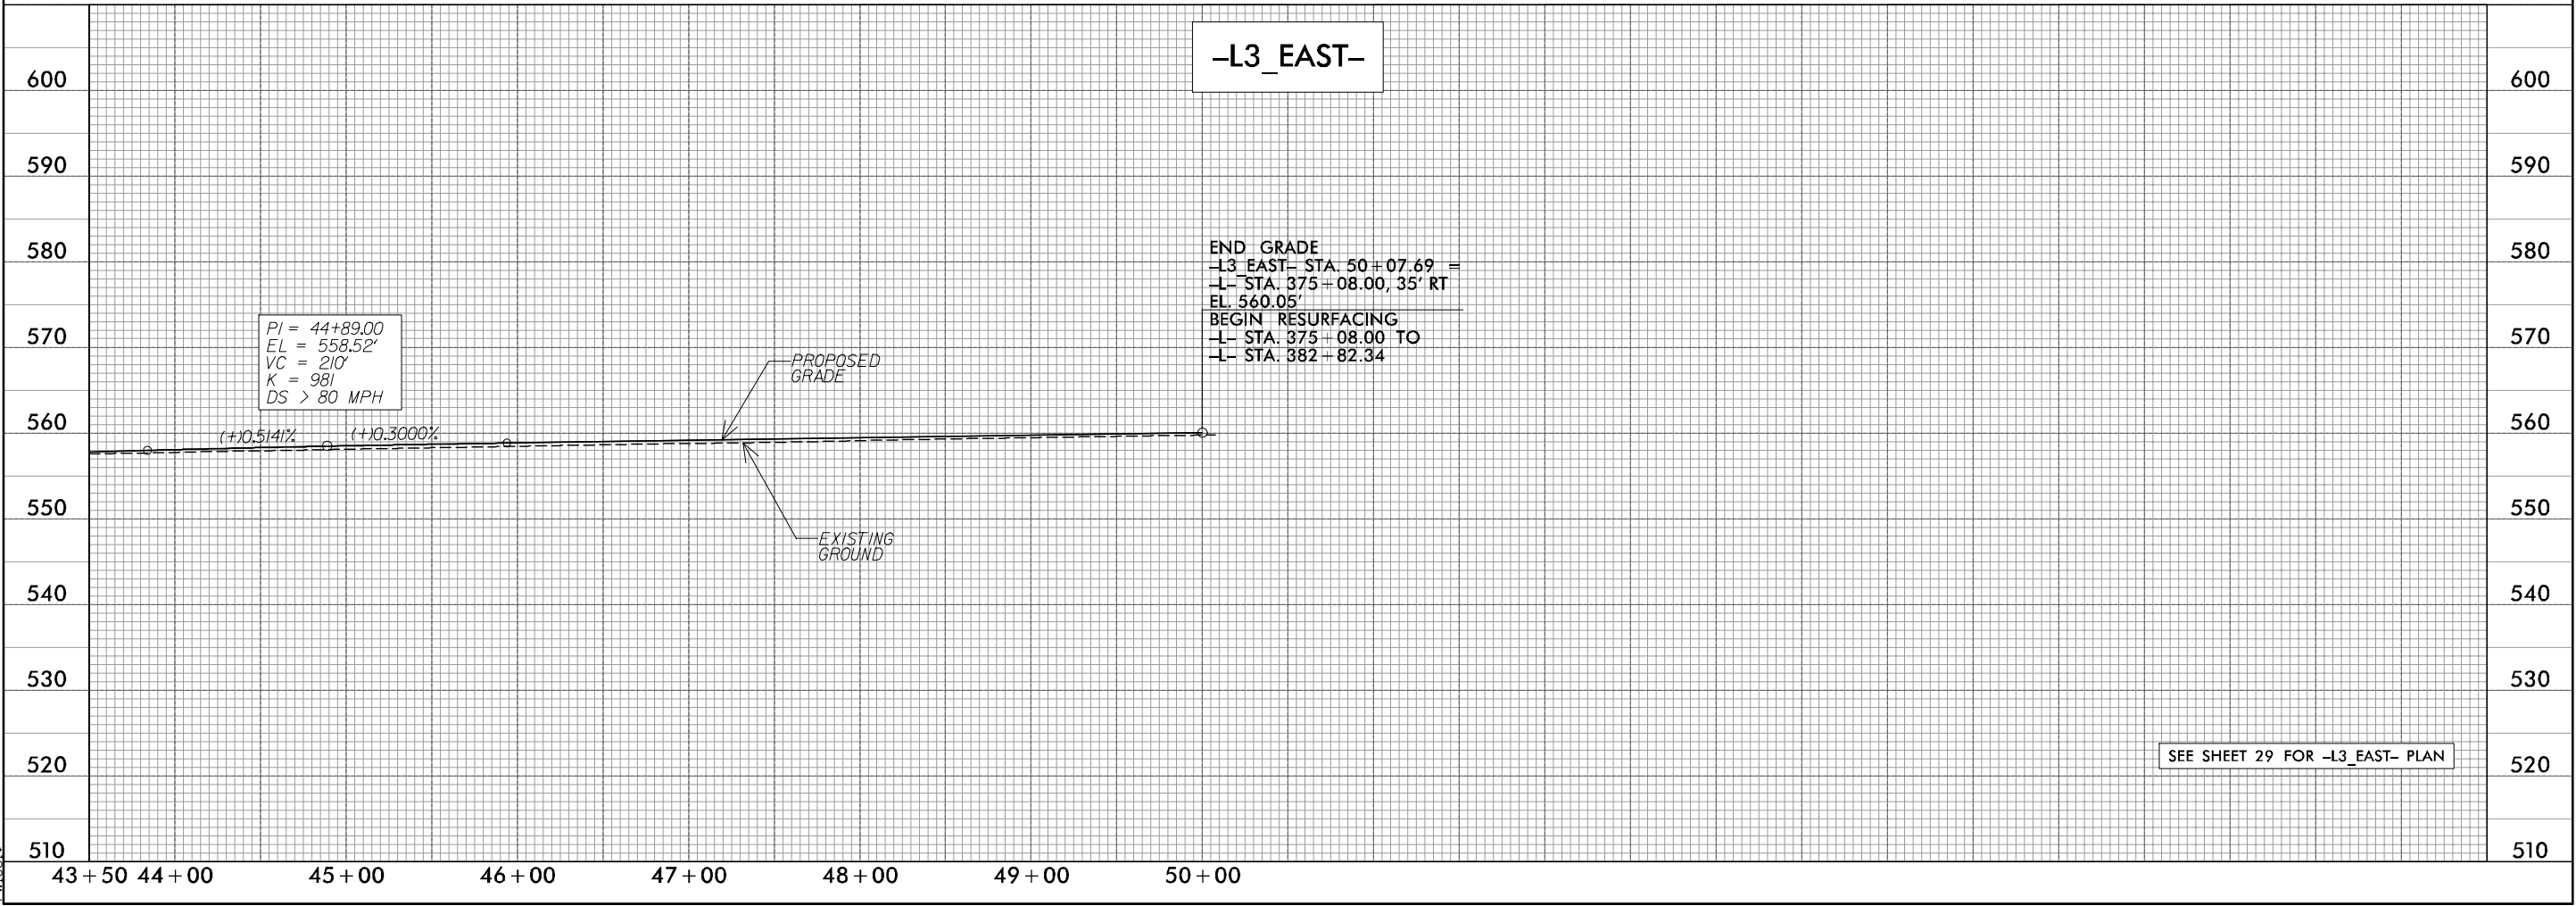 –L3_EAST–
600
600
590
590
580
580
END GRADE
–L3_EAST– STA. 50+07.69 =
–L– STA. 375+08.00, 35' RT
EL. 560.05'
BEGIN RESURFACING
–L– STA. 375+08.00 TO
–L– STA. 382+82.34
PI = 44+89.00
EL = 558.52'
VC = 210'
K = 981
DS > 80 MPH
570
570
PROPOSED
GRADE
560
(+)0.5141%
(+)0.3000%
560
550
550
EXISTING
GROUND
540
540
530
530
520
SEE SHEET 29 FOR –L3_EAST– PLAN
520
510
510
43+50 44+00 45+00 46+00 47+00 48+00 49+00 50+00